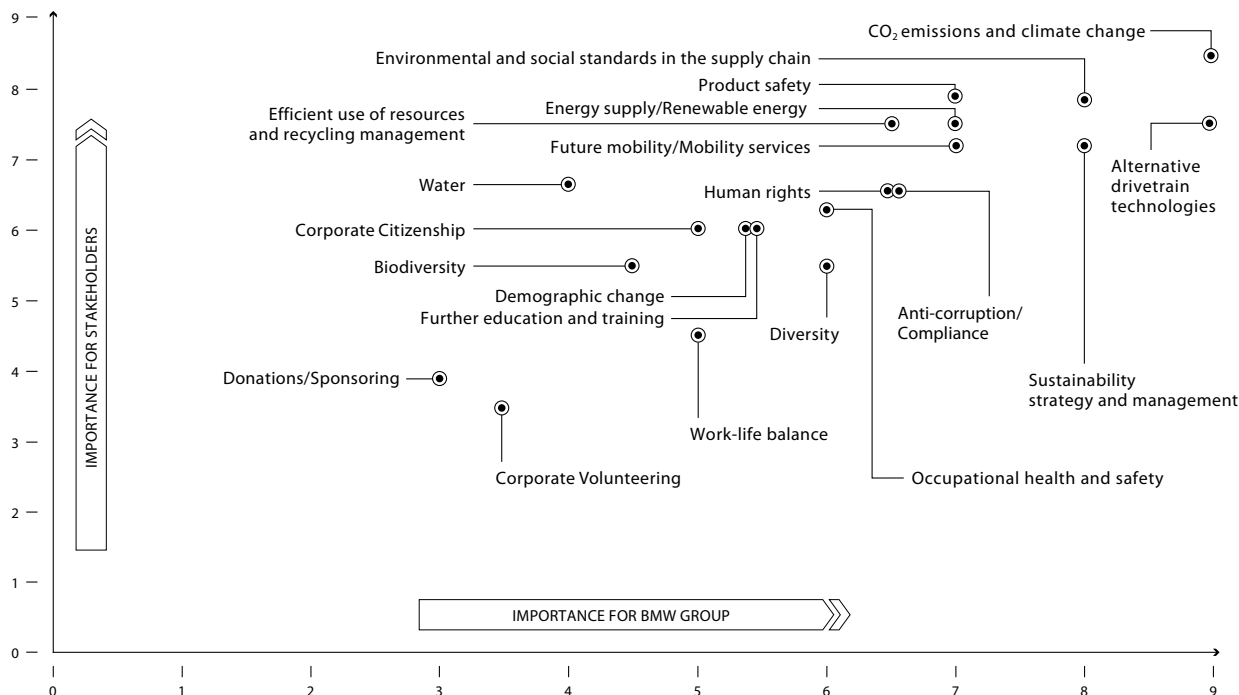 9
8
7
6
5
4
3
2
1
0
IMPORTANCE FOR STAKEHOLDERS
CO₂ emissions and climate change
Environmental and social standards in the supply chain
Product safety
Energy supply/Renewable energy
Efficient use of resources
and recycling management
Future mobility/Mobility services
Alternative
drivetrain
technologies
Water
Human rights
Corporate Citizenship
Biodiversity
Demographic change
Further education and training
Diversity
Anti-corruption/
Compliance
Donations/Sponsoring
Sustainability
strategy and management
Work-life balance
Corporate Volunteering
Occupational health and safety
IMPORTANCE FOR BMW GROUP
0 1 2 3 4 5 6 7 8 9